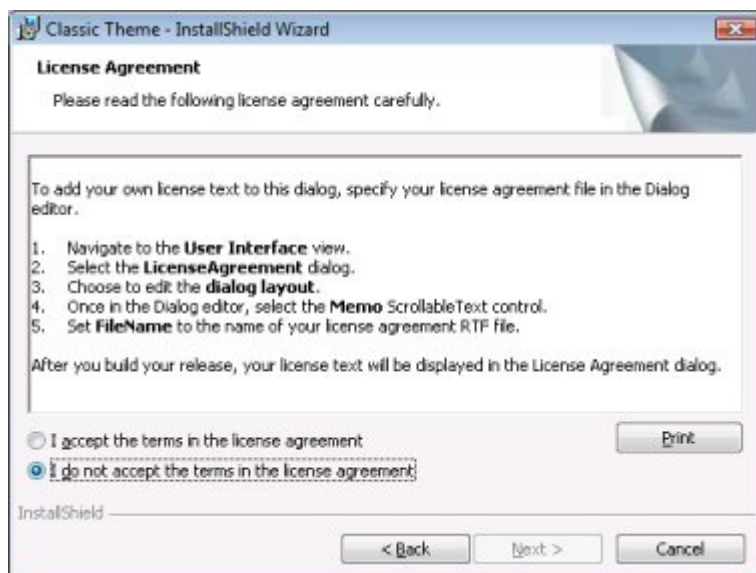 Classic Theme - InstallShield Wizard
License Agreement
Please read the following license agreement carefully.
To add your own license text to this dialog, specify your license agreement file in the Dialog
editor.
1. Navigate to the User Interface view.
2. Select the LicenseAgreement dialog.
3. Choose to edit the dialog layout.
4. Once in the Dialog editor, select the Memo ScrollableText control.
5. Set FileName to the name of your license agreement RTF file.
After you build your release, your license text will be displayed in the License Agreement dialog.
I accept the terms in the license agreement
Print
I do not accept the terms in the license agreement
InstallShield
< Back
Next >
Cancel